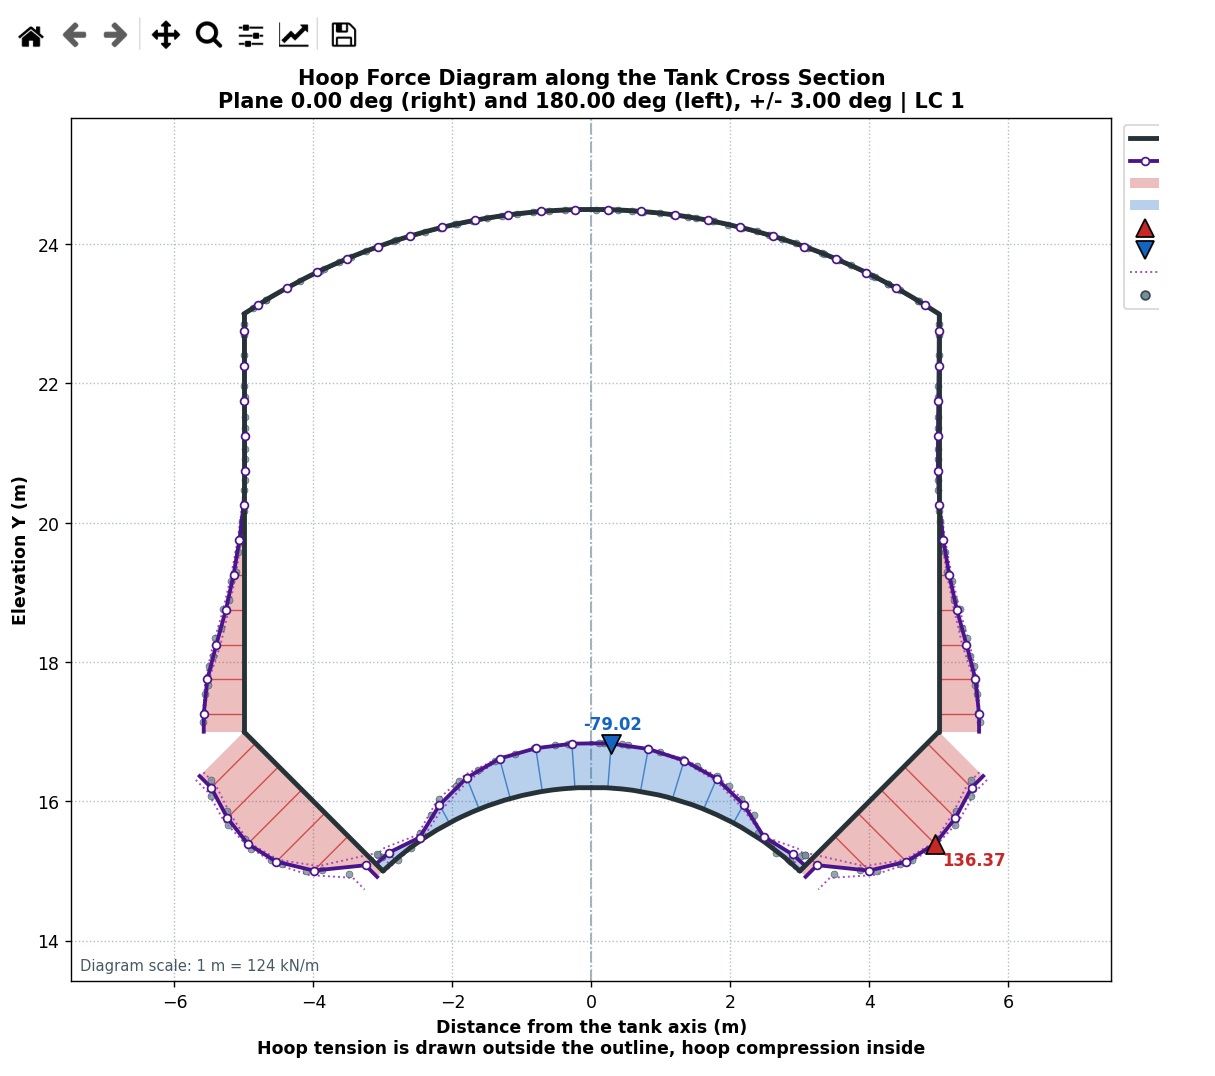 Hoop Force Diagram along the Tank Cross Section
Plane 0.00 deg (right) and 180.00 deg (left), +/- 3.00 deg | LC 1
24
22
20
18
16
14
Elevation Y (m)
-79.02
136.37
Diagram scale: 1 m = 124 kN/m
−6
−4
−2
0
2
4
6
Distance from the tank axis (m)
Hoop tension is drawn outside the outline, hoop compression inside